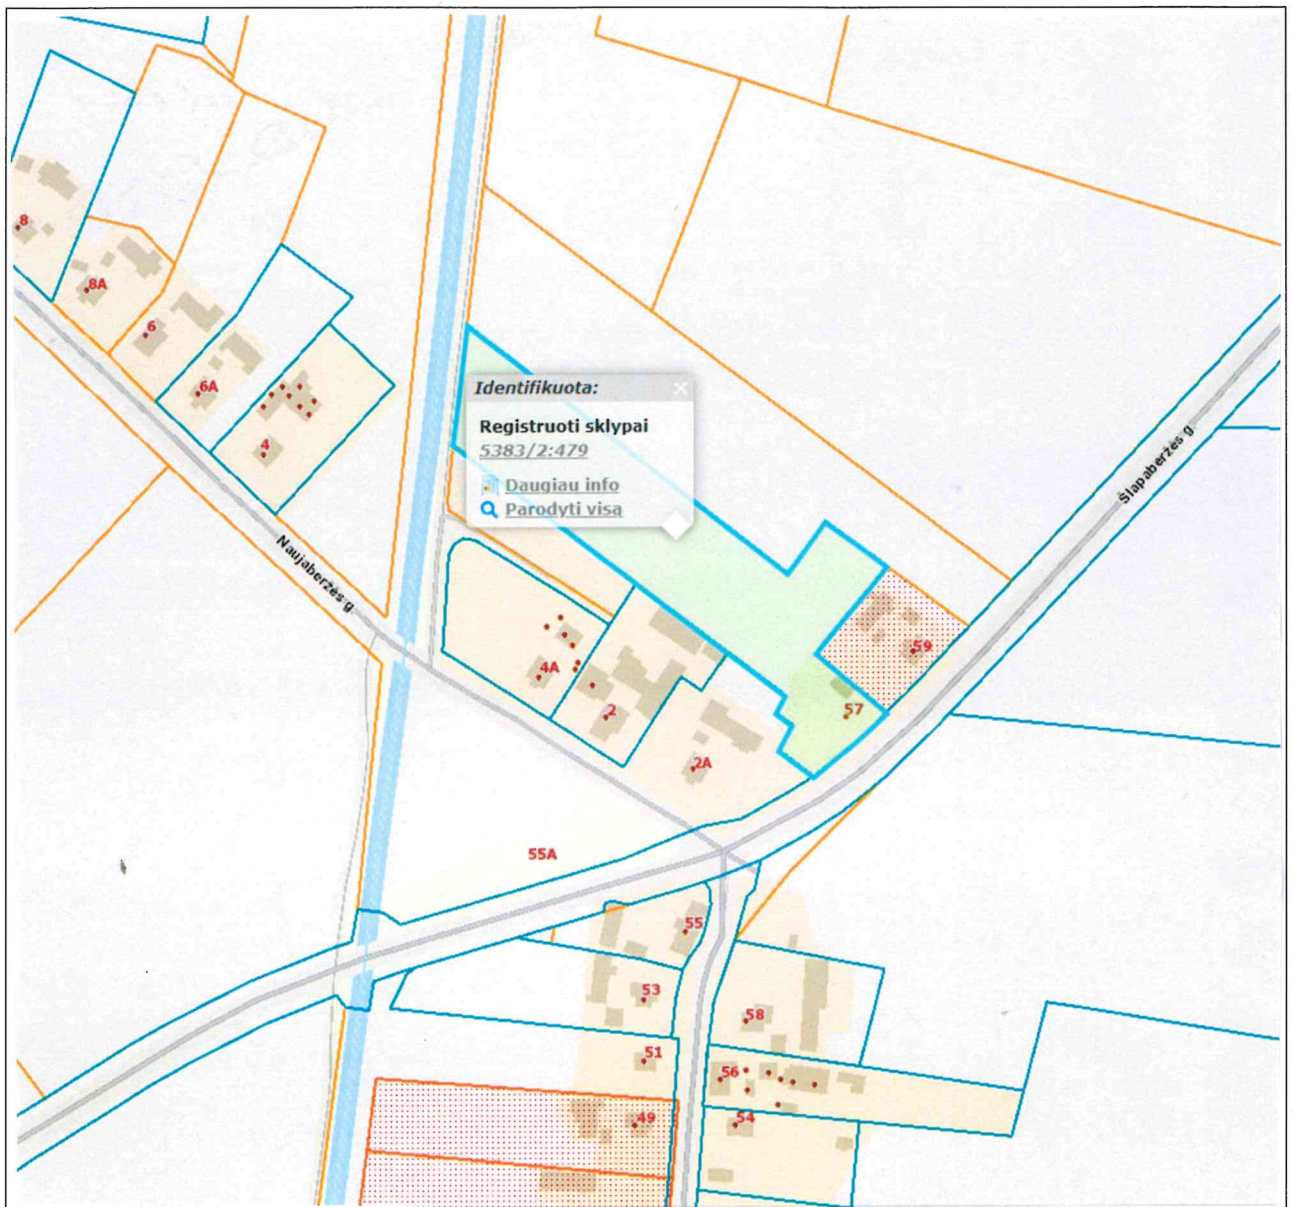 8
8A
6
6A
4
Identifikuota:
Registruoti sklypai
5383/2:479
Daugiau info
Parodyti visą
Šlapaberžės g.
Naujaberžės g.
59
4A
57
2
2A
55A
55
53
58
51
56
49
54